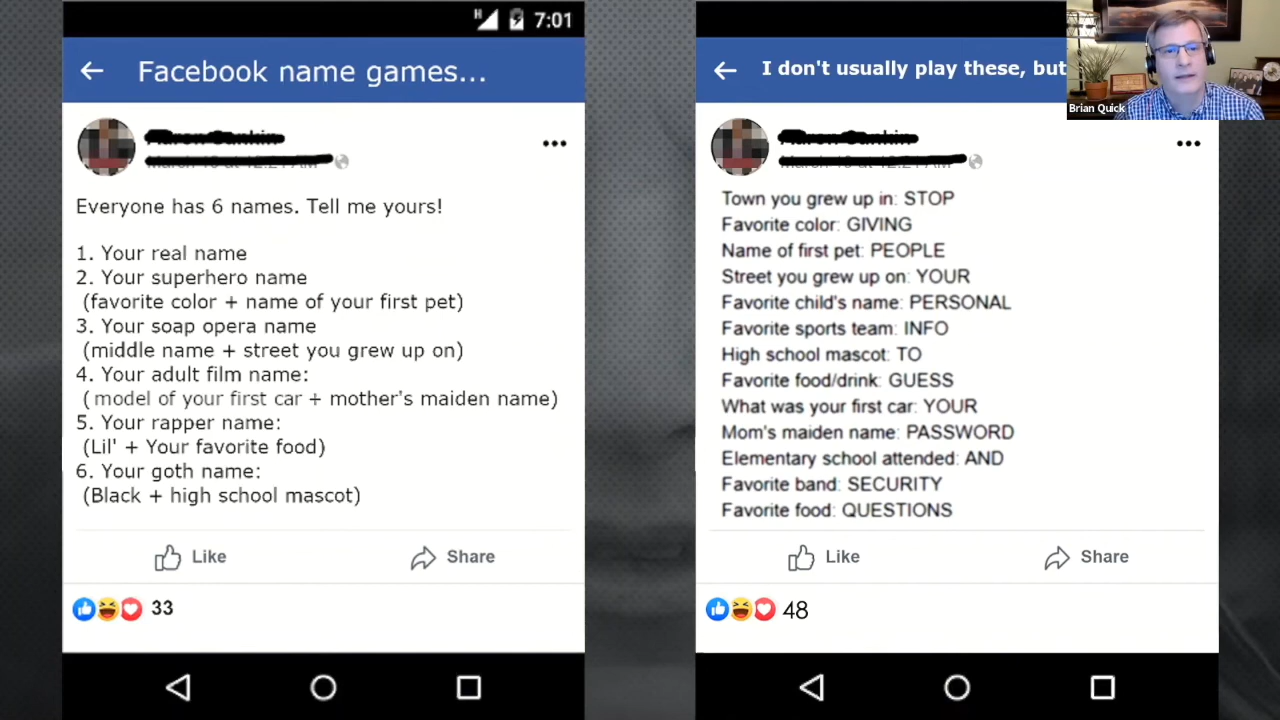 H 7:01
Facebook name games...
Everyone has 6 names. Tell me yours!
1. Your real name
2. Your superhero name
(favorite color + name of your first pet)
3. Your soap opera name
(middle name + street you grew up on)
4. Your adult film name:
( model of your first car + mother's maiden name)
5. Your rapper name:
(Lil' + Your favorite food)
6. Your goth name:
(Black + high school mascot)
Like Share
33
I don't usually play these, but
Brian Quick
Town you grew up in: STOP
Favorite color: GIVING
Name of first pet: PEOPLE
Street you grew up on: YOUR
Favorite child's name: PERSONAL
Favorite sports team: INFO
High school mascot: TO
Favorite food/drink: GUESS
What was your first car: YOUR
Mom's maiden name: PASSWORD
Elementary school attended: AND
Favorite band: SECURITY
Favorite food: QUESTIONS
Like Share
48